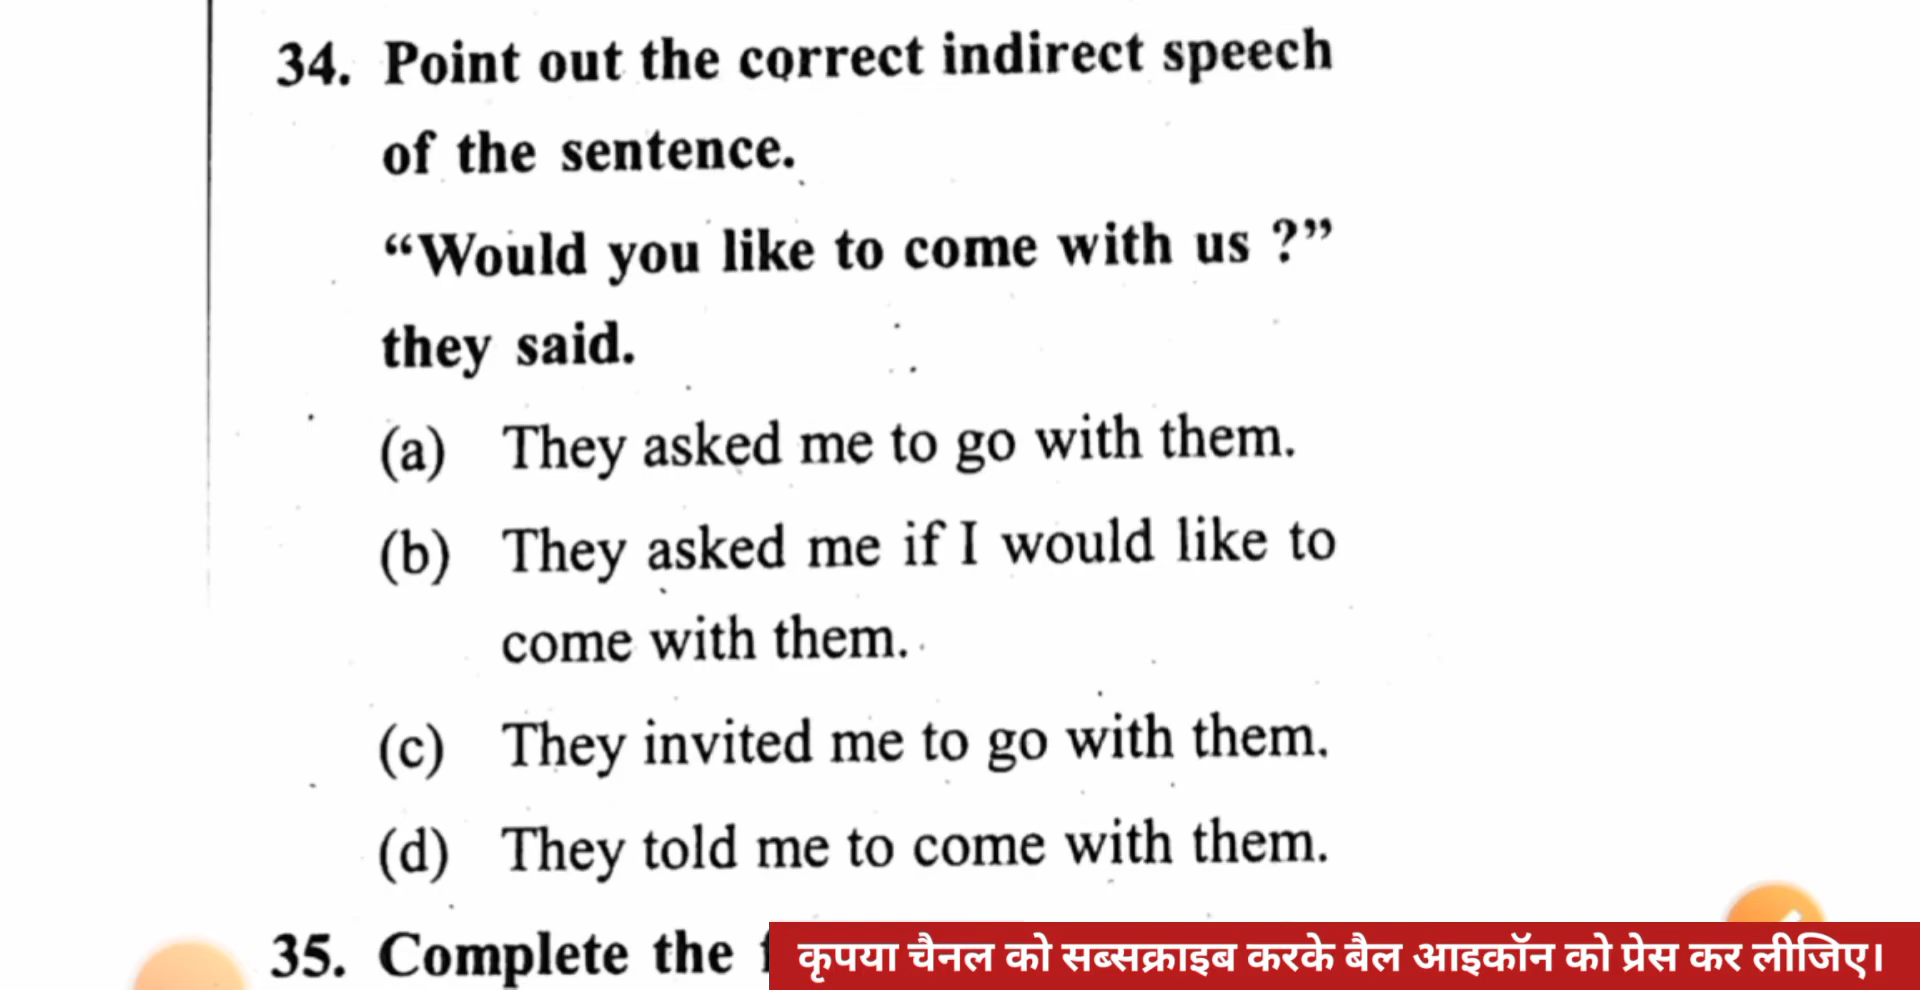 34. Point out the correct indirect speech
of the sentence.
“Would you like to come with us ?”
they said.
(a) They asked me to go with them.
(b) They asked me if I would like to
come with them.
(c) They invited me to go with them.
(d) They told me to come with them.
35. Complete the
कृपया चैनल को सब्सक्राइब करके बैल आइकॉन को प्रेस कर लीजिए।